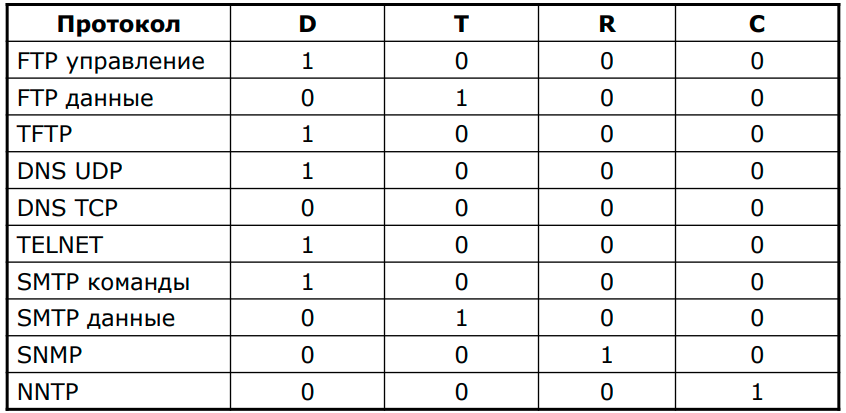 Протокол D T R C
FTP управление 1 0 0 0
FTP данные 0 1 0 0
TFTP 1 0 0 0
DNS UDP 1 0 0 0
DNS TCP 0 0 0 0
TELNET 1 0 0 0
SMTP команды 1 0 0 0
SMTP данные 0 1 0 0
SNMP 0 0 1 0
NNTP 0 0 0 1